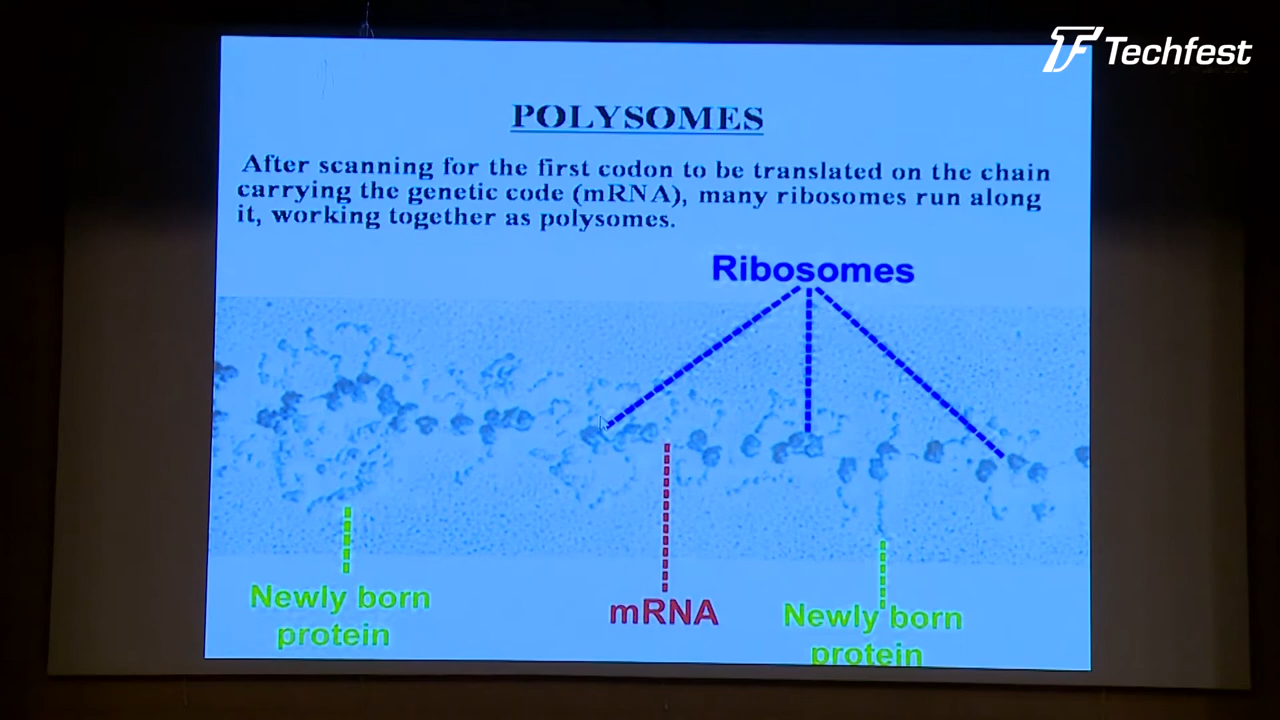 Techfest
POLYSOMES
After scanning for the first codon to be translated on the chain
carrying the genetic code (mRNA), many ribosomes run along
it, working together as polysomes.
Ribosomes
Newly born
protein
mRNA
Newly born
protein